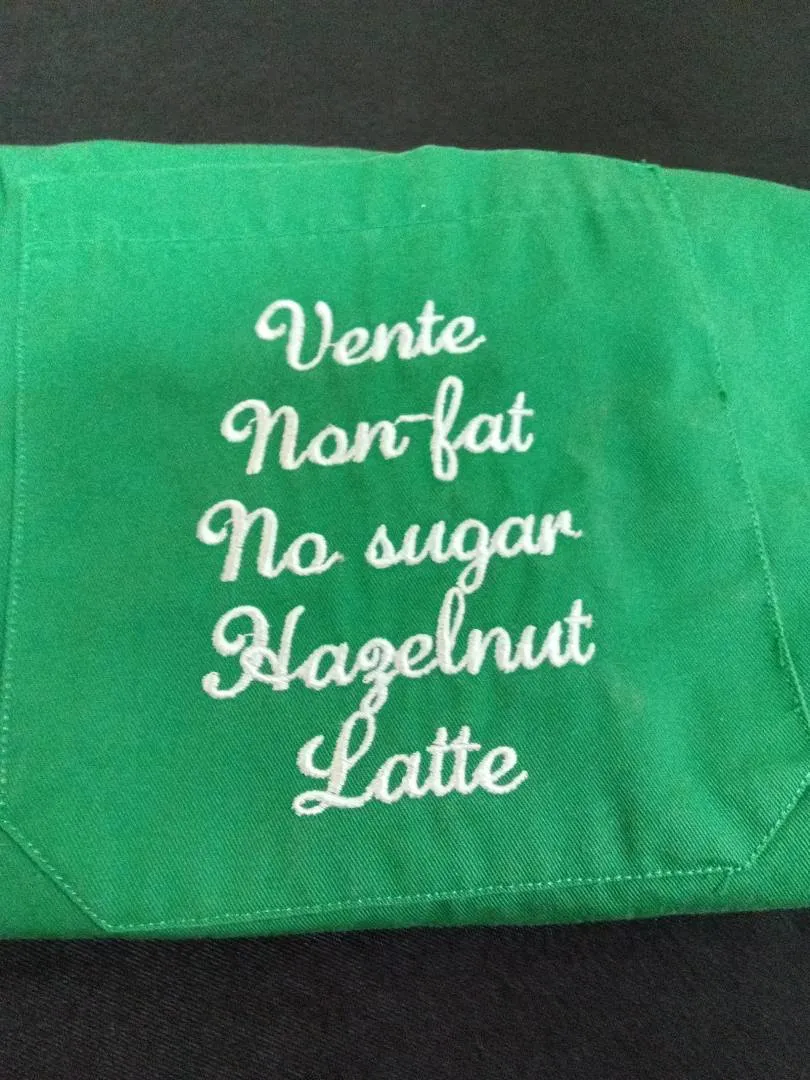 Vente
Non-fat
No sugar
Hazelnut
Latte